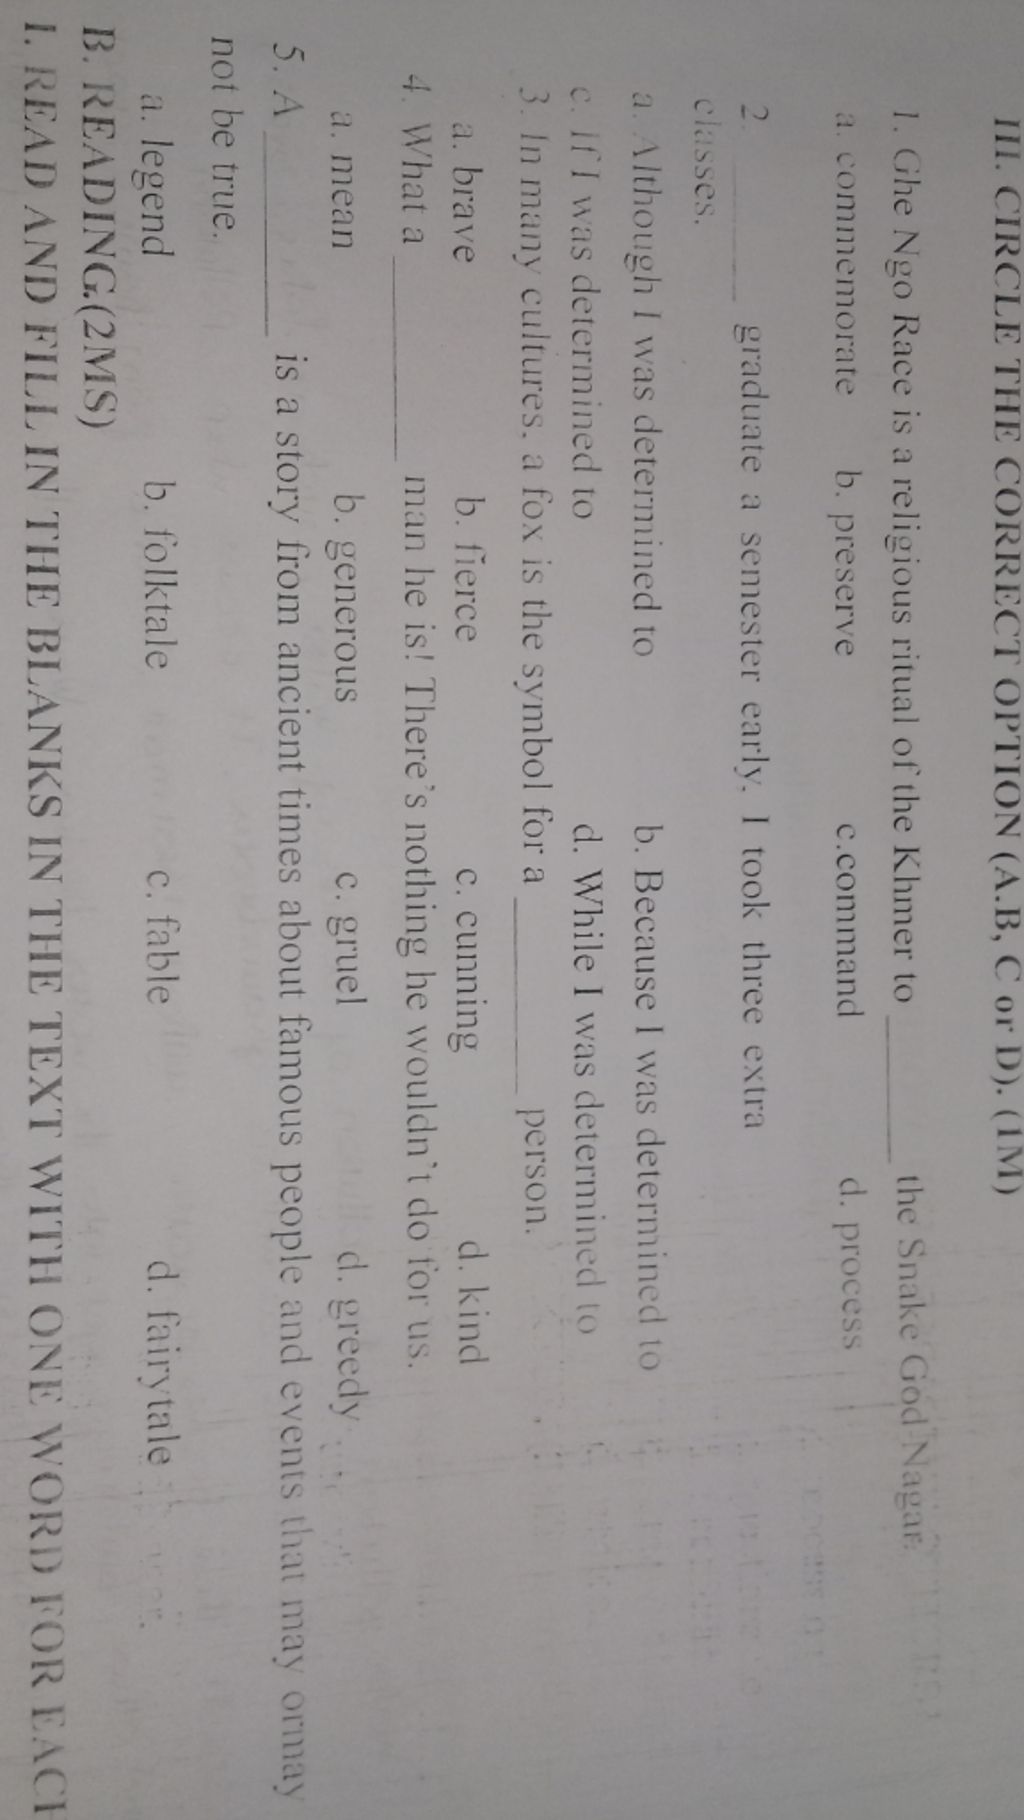 III. CIRCLE THE CORRECT OPTION (A.B, C or D). (1M)
1. Ghe Ngo Race is a religious ritual of the Khmer to ________ the Snake God Nagar.
a. commemorate b. preserve c.command d. process
2. ________ graduate a semester early, I took three extra
classes.
a. Although I was determined to b. Because I was determined to
c. If I was determined to d. While I was determined to
3. In many cultures, a fox is the symbol for a ________ person.
a. brave b. fierce c. cunning d. kind
4. What a ________ man he is! There's nothing he wouldn't do for us.
a. mean b. generous c. gruel d. greedy
5. A ________ is a story from ancient times about famous people and events that may ormay
not be true.
a. legend b. folktale c. fable d. fairytale
B. READING.(2MS)
1. READ AND FILL IN THE BLANKS IN THE TEXT WITH ONE WORD FOR EACH